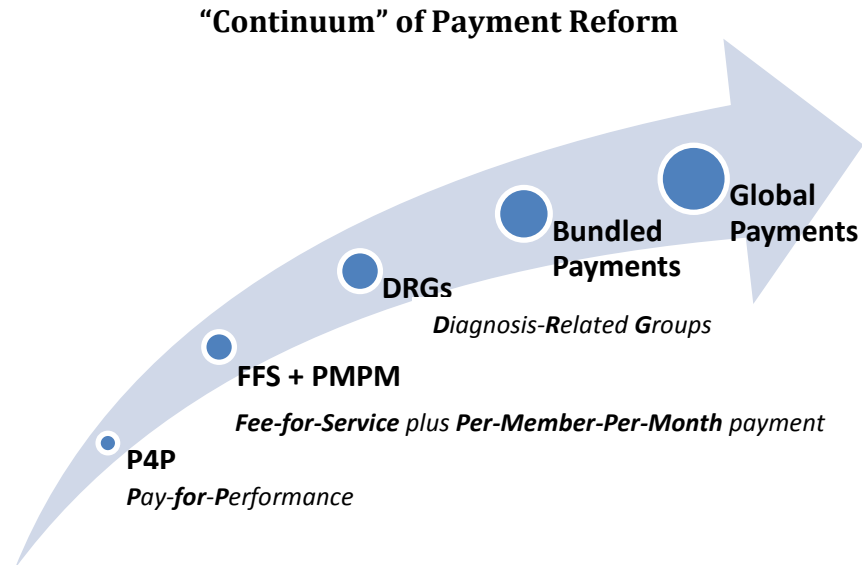 “Continuum” of Payment Reform
Global
Payments
Bundled
Payments
DRGs
Diagnosis-Related Groups
FFS + PMPM
Fee-for-Service plus Per-Member-Per-Month payment
P4P
Pay-for-Performance